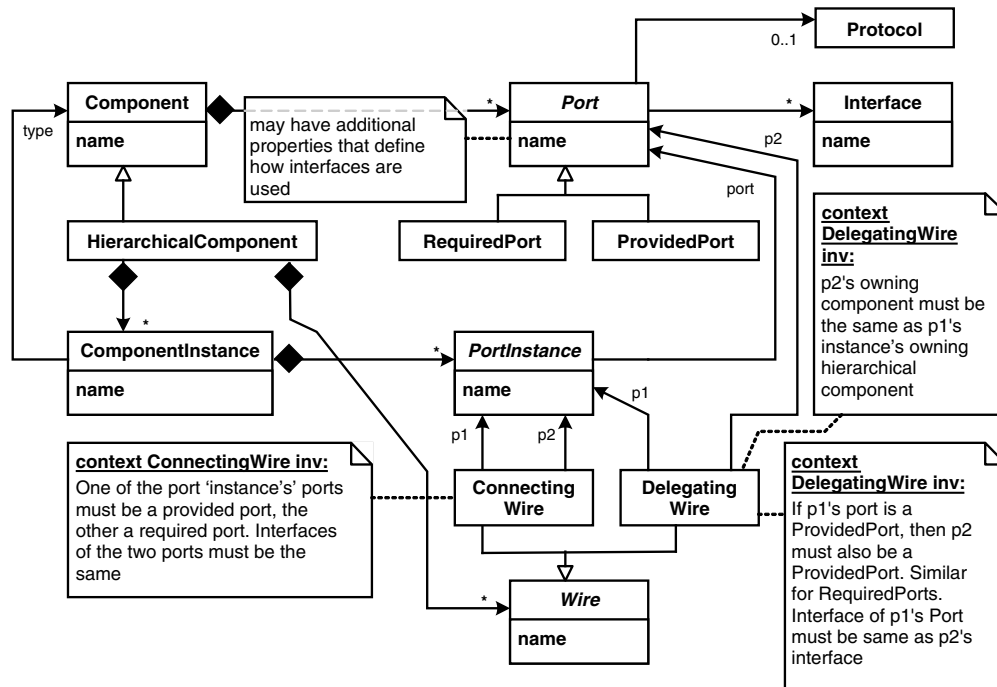 Protocol
0..1
Component
name
type
*
Port
name
*
Interface
name
may have additional
properties that define
how interfaces are
used
p2
port
HierarchicalComponent
RequiredPort
ProvidedPort
context
DelegatingWire
inv:
p2's owning
component must be
the same as p1's
instance's owning
hierarchical
component
*
ComponentInstance
name
*
PortInstance
name
p1
p2
p1
context ConnectingWire inv:
One of the port ‘instance's’ ports
must be a provided port, the
other a required port. Interfaces
of the two ports must be the
same
Connecting
Wire
Delegating
Wire
context
DelegatingWire inv:
If p1's port is a
ProvidedPort, then p2
must also be a
ProvidedPort. Similar
for RequiredPorts.
Interface of p1's Port
must be same as p2's
interface
*
Wire
name